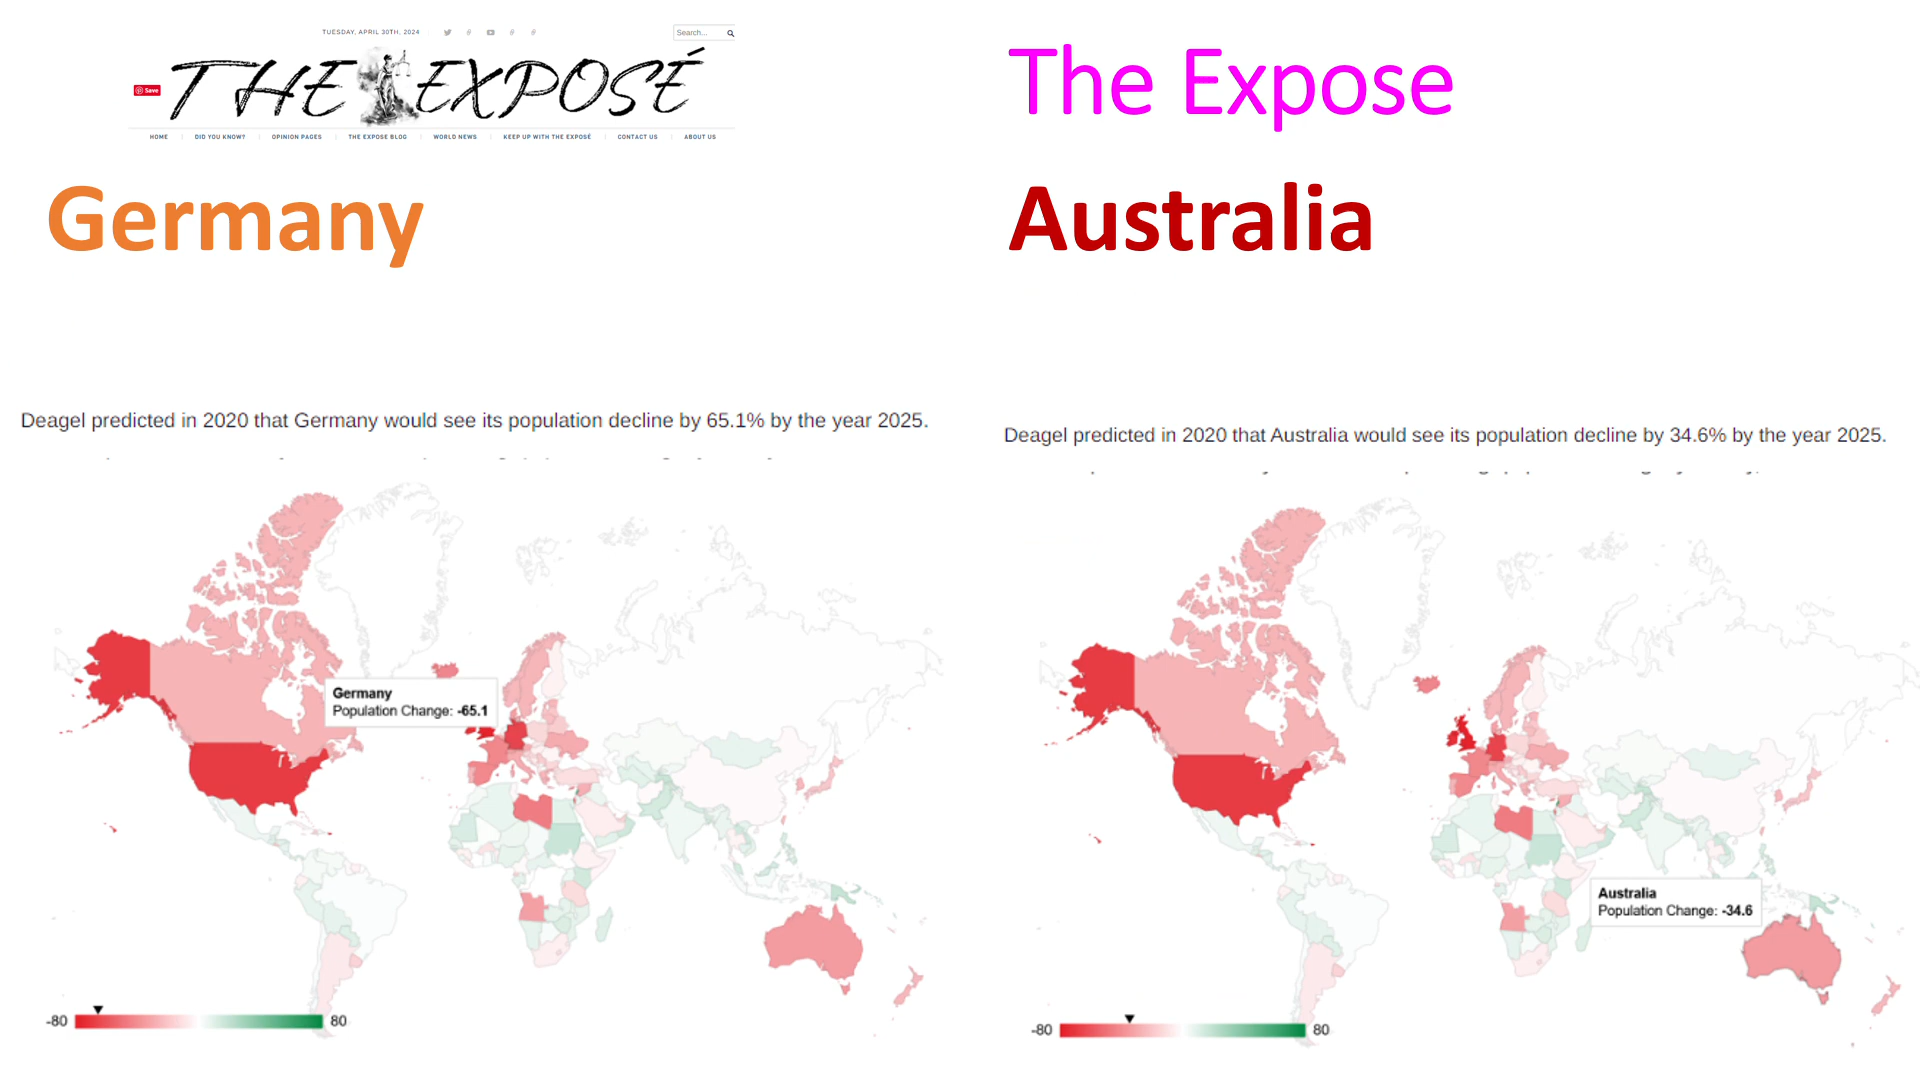 TUESDAY, APRIL 30TH, 2024
Search...
Save
THE EXPOSÉ
HOME DID YOU KNOW? OPINION PAGES THE EXPOSE BLOG WORLD NEWS KEEP UP WITH THE EXPOSÉ CONTACT US ABOUT US
Germany
Deagel predicted in 2020 that Germany would see its population decline by 65.1% by the year 2025.
Germany
Population Change: -65.1
-80 80
The Expose
Australia
Deagel predicted in 2020 that Australia would see its population decline by 34.6% by the year 2025.
Australia
Population Change: -34.6
-80 80